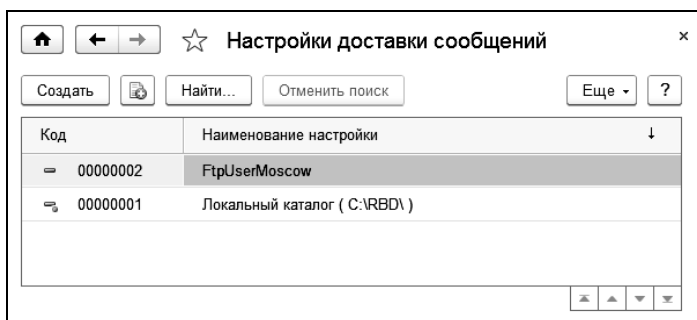 Настройки доставки сообщений
Создать Найти... Отменить поиск Еще ?
Код Наименование настройки
00000002 FtpUserMoscow
00000001 Локальный каталог ( C:\RBD\ )